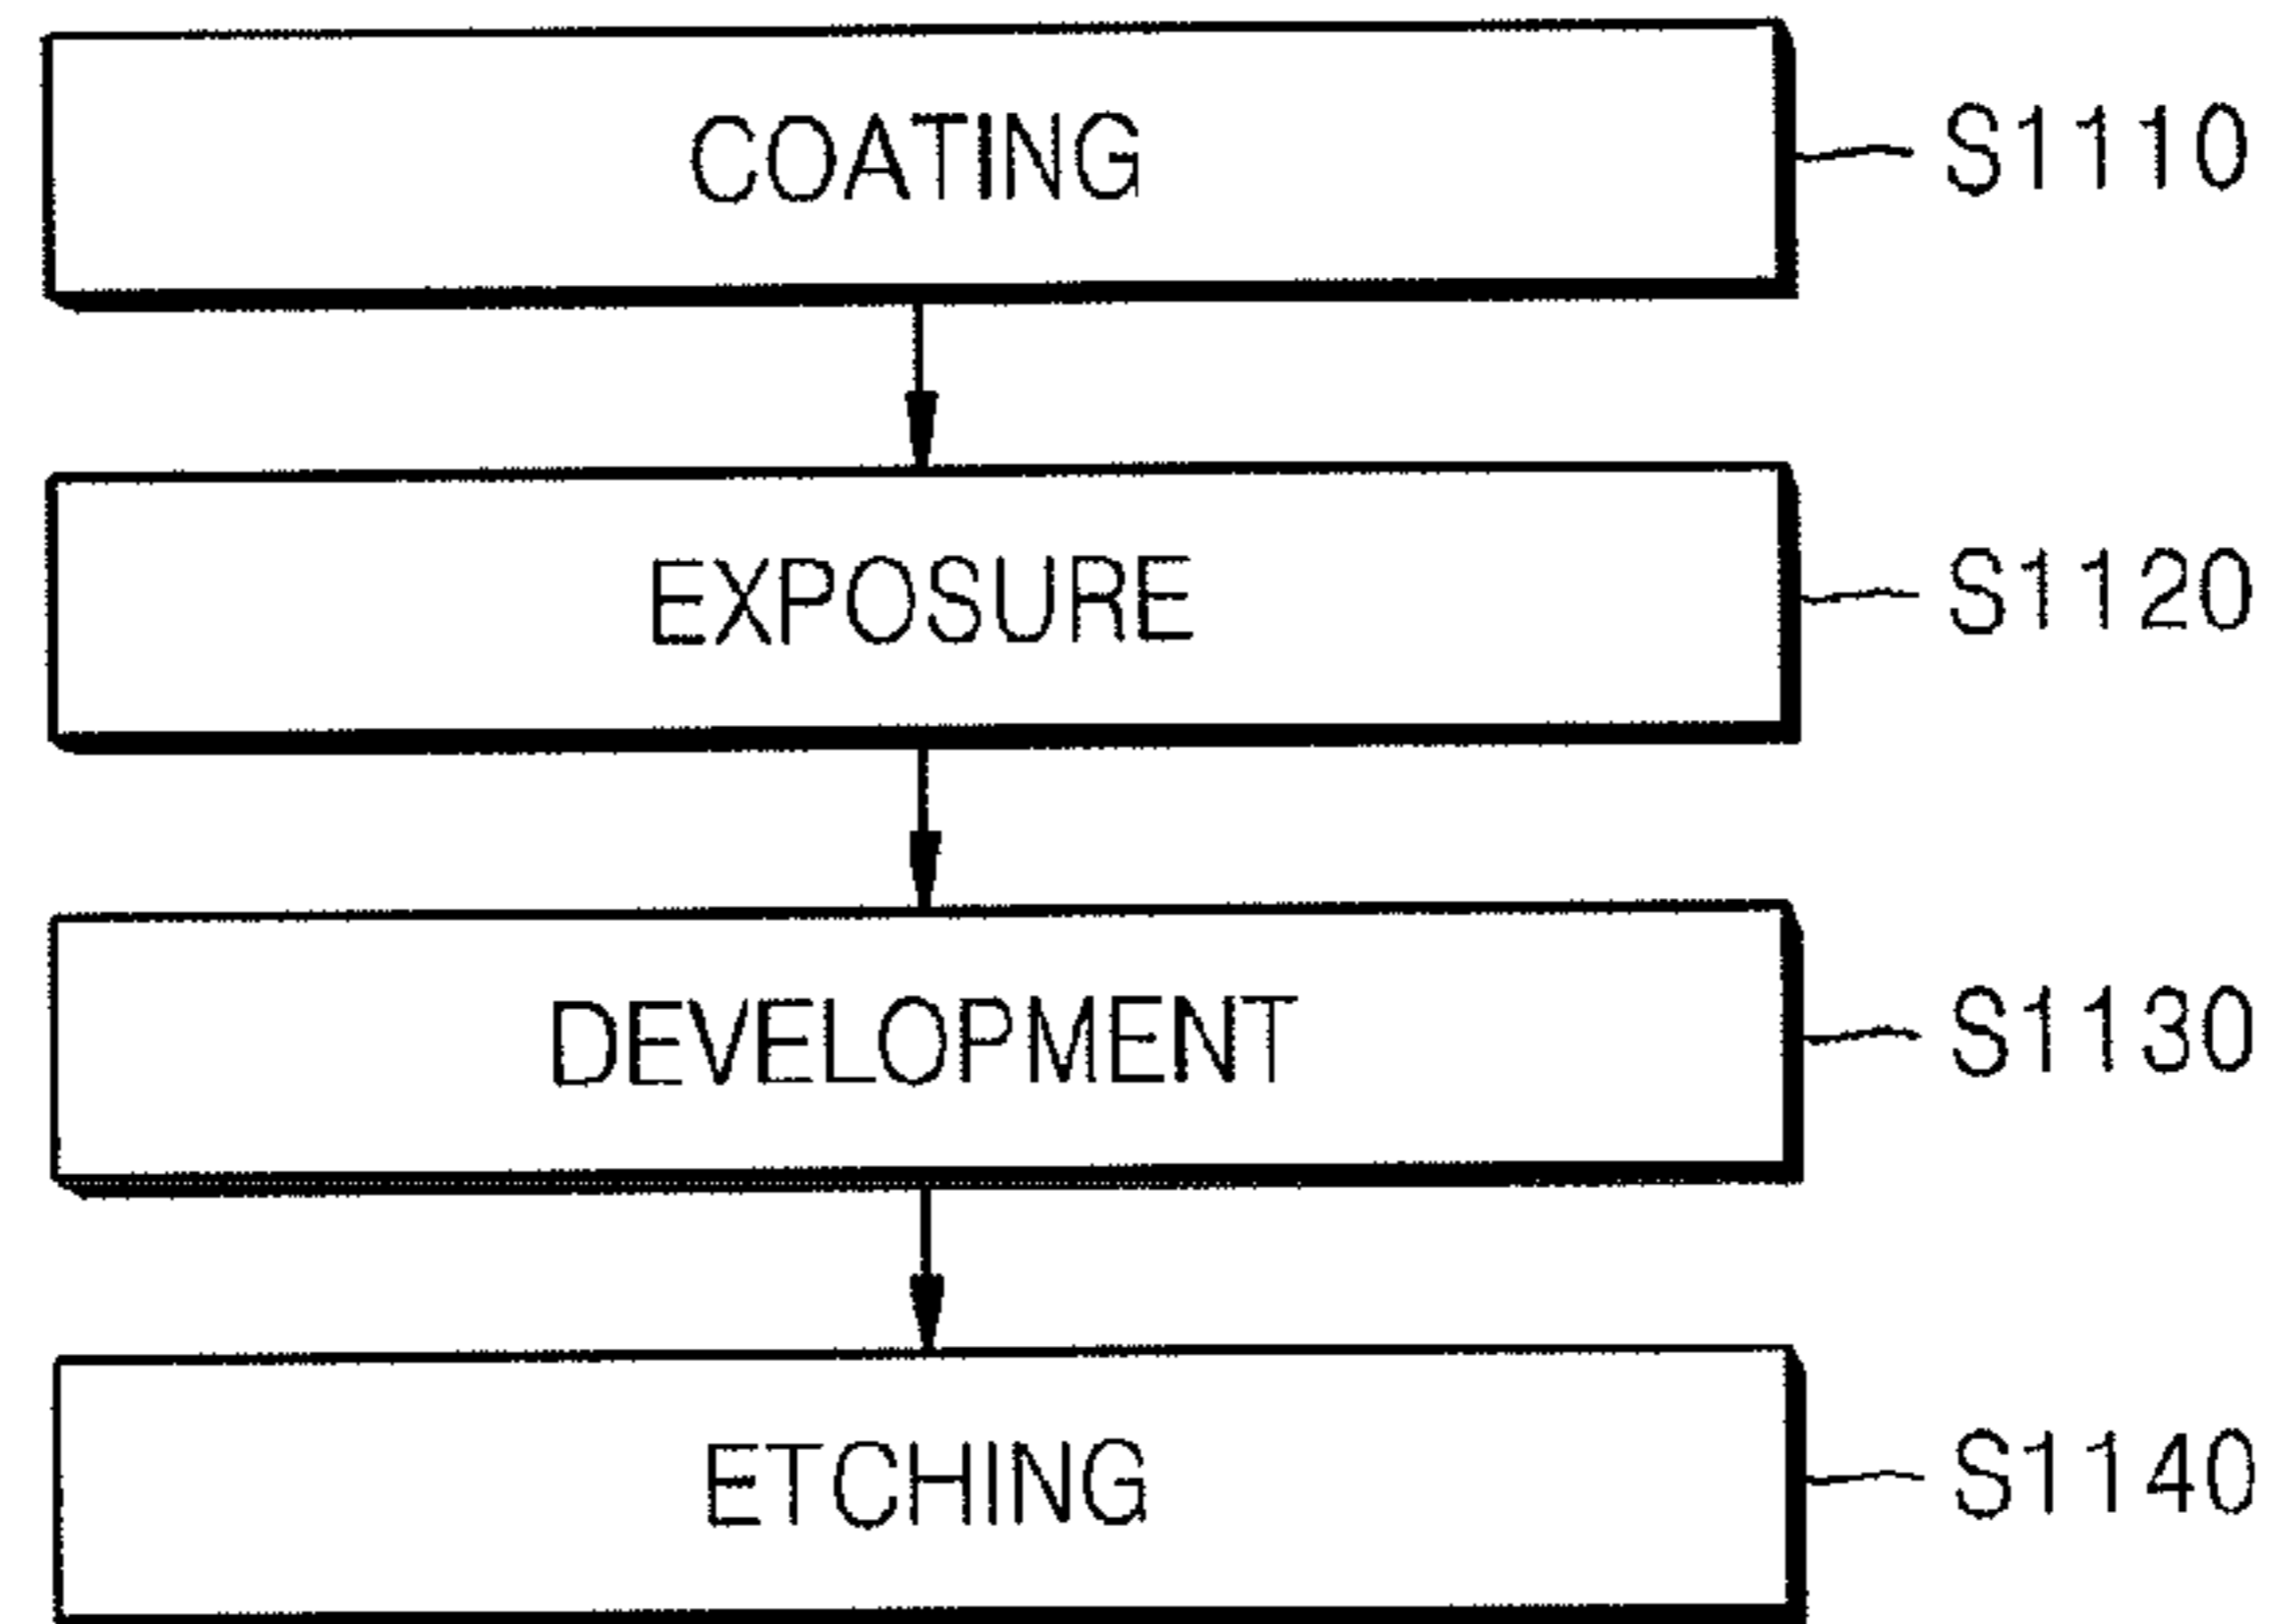 COATING S1110
EXPOSURE S1120
DEVELOPMENT S1130
ETCHING S1140